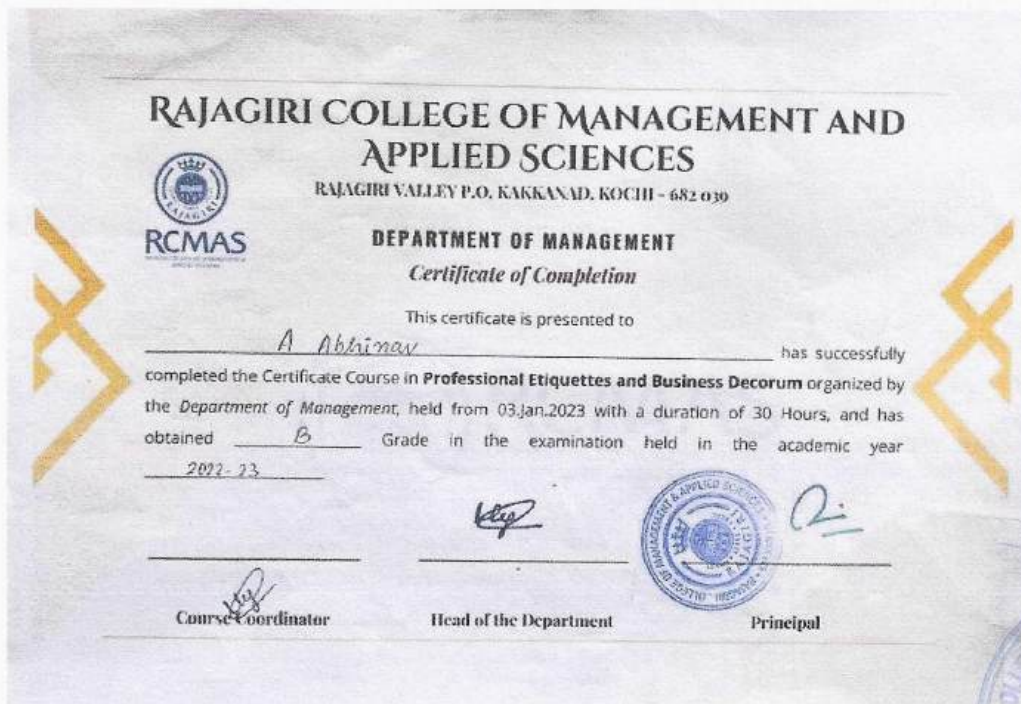 RAJAGIRI COLLEGE OF MANAGEMENT AND
APPLIED SCIENCES
RAJAGIRI VALLEY P.O, KAKKANAD, KOCHI - 682 039
RAJAGIRI
RCMAS
DEPARTMENT OF MANAGEMENT
Certificate of Completion
This certificate is presented to
A Abhinav has successfully
completed the Certificate Course in Professional Etiquettes and Business Decorum organized by
the Department of Management, held from 03.Jan.2023 with a duration of 30 Hours, and has
obtained B Grade in the examination held in the academic year
2022-23
Course Coordinator Head of the Department Principal